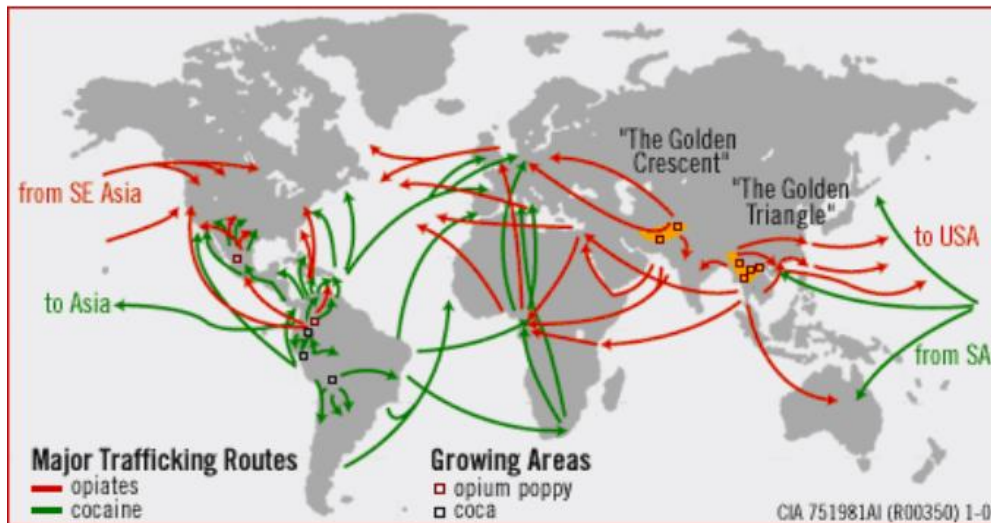 "The Golden
Crescent"
"The Golden
Triangle"
from SE Asia
to USA
to Asia
from SA
Major Trafficking Routes
opiates
cocaine
Growing Areas
opium poppy
coca
CIA 751981AI (R00350) 1-0